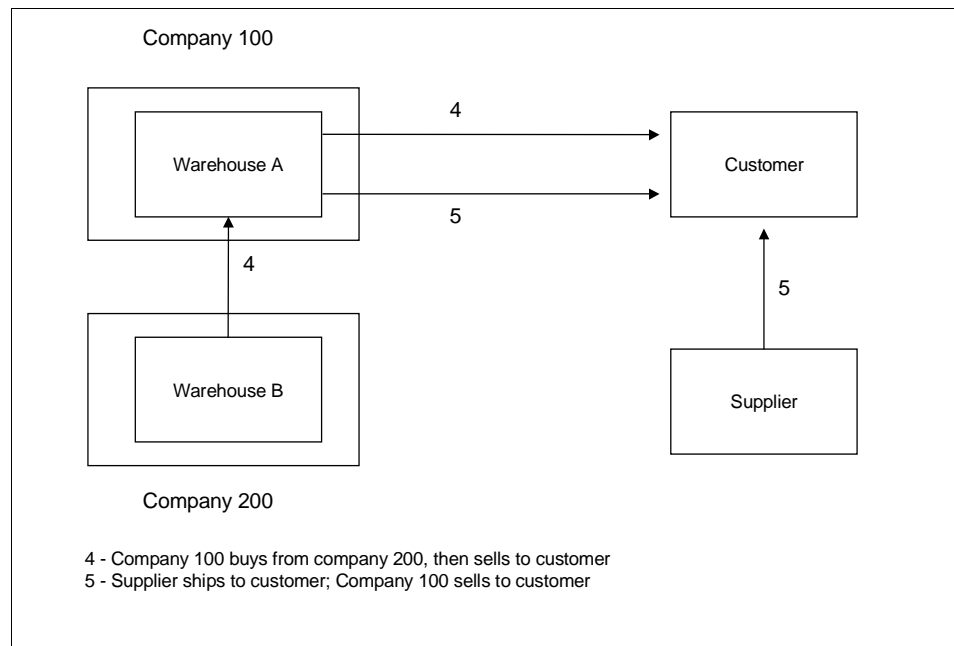 Company 100
4
Warehouse A
Customer
5
4
5
Warehouse B
Supplier
Company 200
4 - Company 100 buys from company 200, then sells to customer
5 - Supplier ships to customer; Company 100 sells to customer